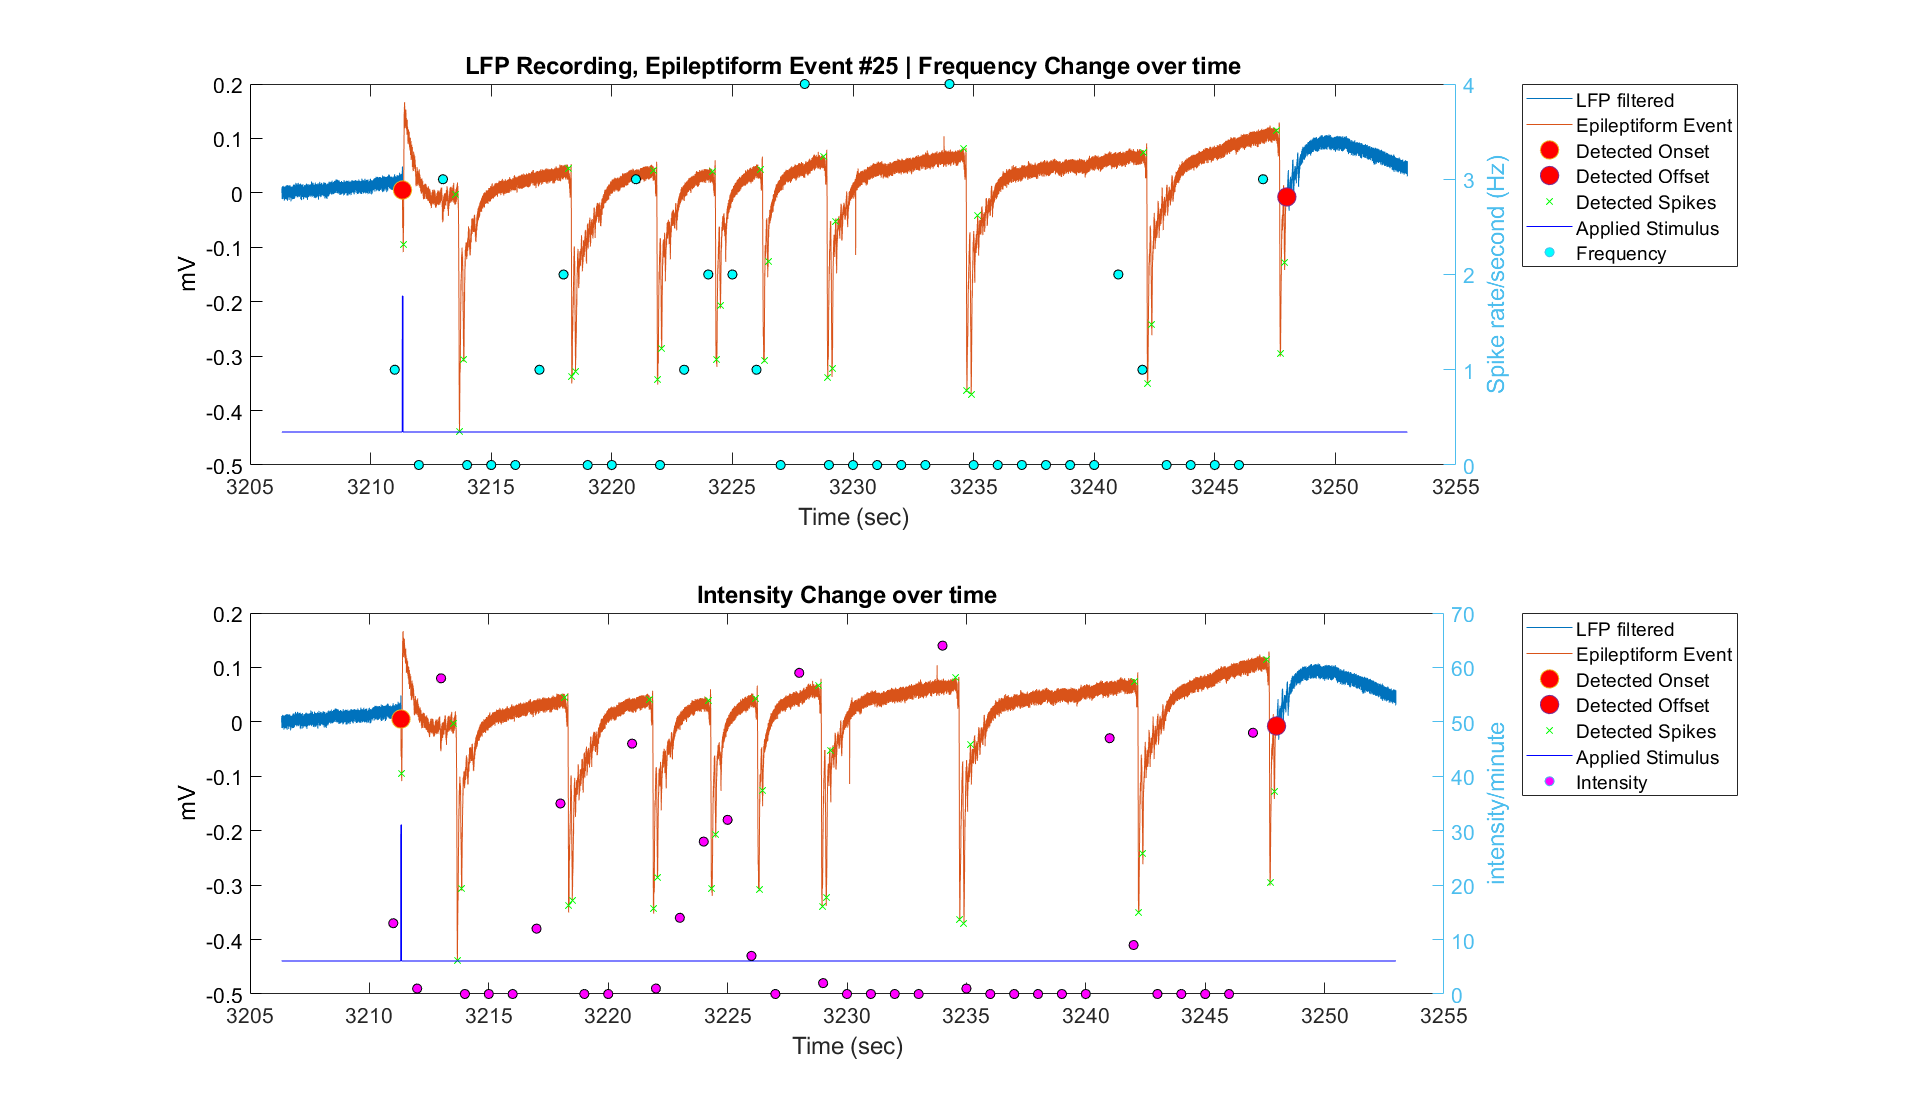 LFP Recording, Epileptiform Event #25 | Frequency Change over time
0.2
0.1
0
-0.1
-0.2
-0.3
-0.4
-0.5
mV
4
3
2
1
0
Spike rate/second (Hz)
3205 3210 3215 3220 3225 3230 3235 3240 3245 3250 3255
Time (sec)
LFP filtered
Epileptiform Event
Detected Onset
Detected Offset
Detected Spikes
Applied Stimulus
Frequency
Intensity Change over time
0.2
0.1
0
-0.1
-0.2
-0.3
-0.4
-0.5
mV
70
60
50
40
30
20
10
0
intensity/minute
3205 3210 3215 3220 3225 3230 3235 3240 3245 3250 3255
Time (sec)
LFP filtered
Epileptiform Event
Detected Onset
Detected Offset
Detected Spikes
Applied Stimulus
Intensity